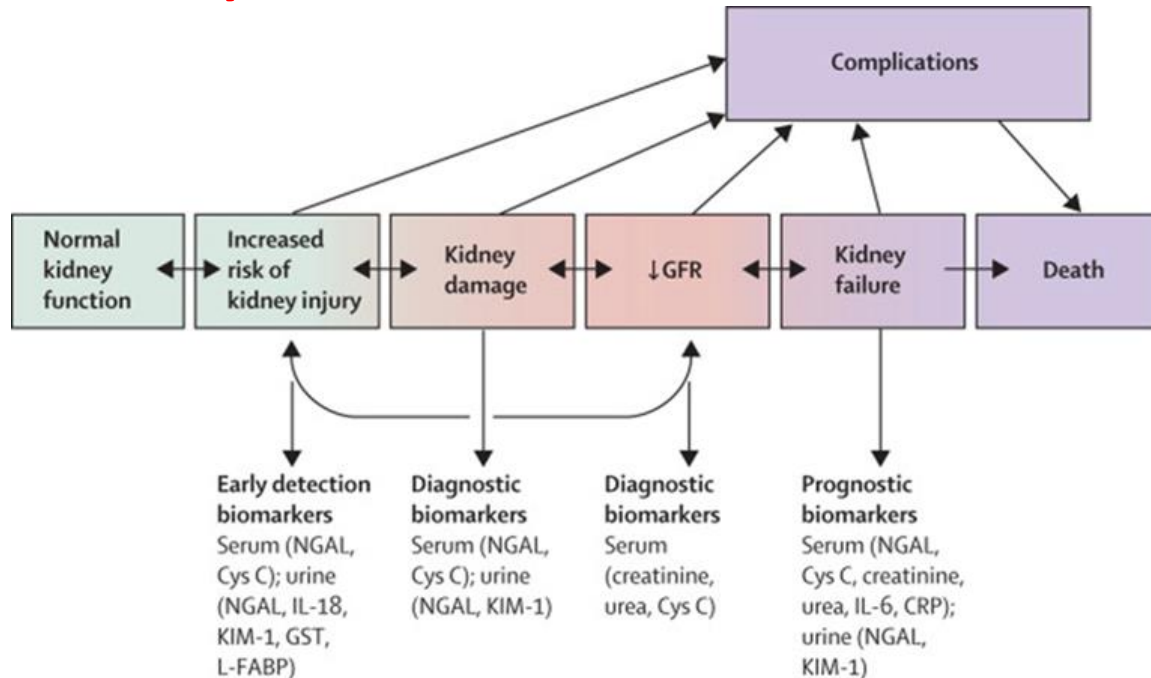 Complications
Normal
kidney
function
Increased
risk of
kidney injury
Kidney
damage
↓GFR
Kidney
failure
Death
Early detection
biomarkers
Serum (NGAL,
Cys C); urine
(NGAL, IL-18,
KIM-1, GST,
L-FABP)
Diagnostic
biomarkers
Serum (NGAL,
Cys C); urine
(NGAL, KIM-1)
Diagnostic
biomarkers
Serum
(creatinine,
urea, Cys C)
Prognostic
biomarkers
Serum (NGAL,
Cys C, creatinine,
urea, IL-6, CRP);
urine (NGAL,
KIM-1)